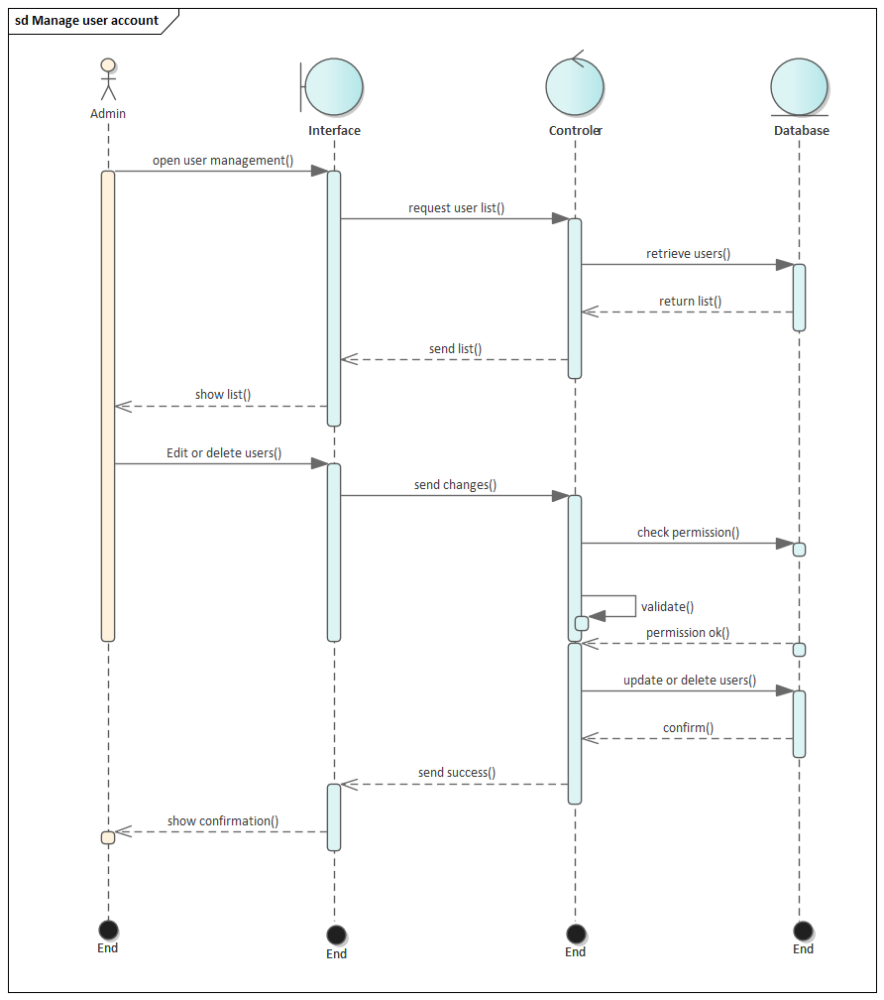 sd Manage user account
Admin
Interface
Controler
Database
open user management()
request user list()
retrieve users()
return list()
send list()
show list()
Edit or delete users()
send changes()
check permission()
validate()
permission ok()
update or delete users()
confirm()
send success()
show confirmation()
End
End
End
End